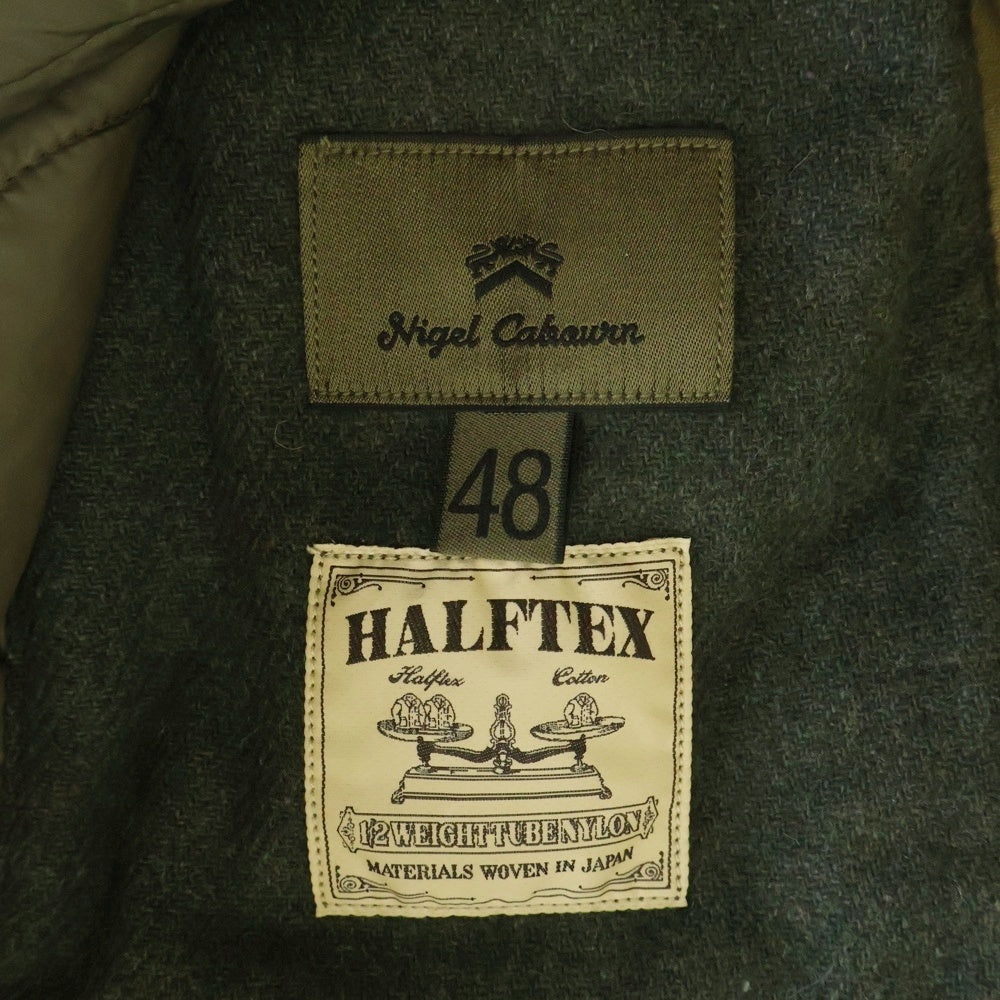 Nigel Cabourn
48
HALFTEX
Halftex Cotton
1/2 WEIGHT TUBE NYLON
MATERIALS WOVEN IN JAPAN